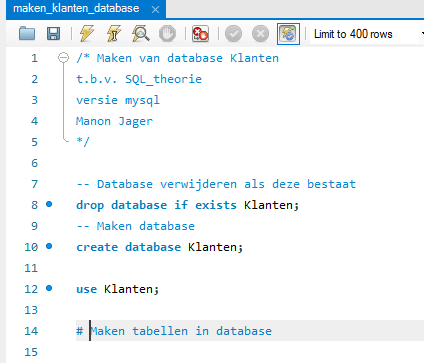 maken_klanten_database
Limit to 400 rows
1 /* Maken van database Klanten
2 t.b.v. SQL_theorie
3 versie mysql
4 Manon Jager
5 */
6
7 -- Database verwijderen als deze bestaat
8 drop database if exists Klanten;
9 -- Maken database
10 create database Klanten;
11
12 use Klanten;
13
14 # Maken tabellen in database